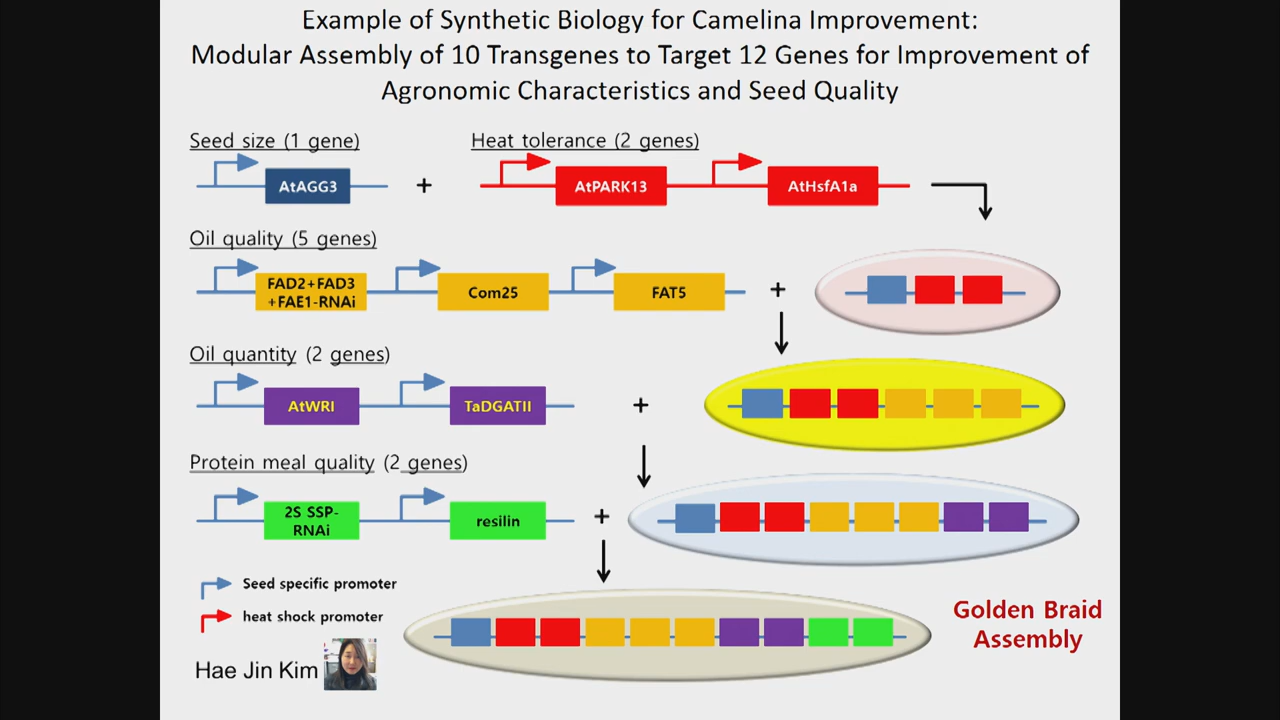 Example of Synthetic Biology for Camelina Improvement:
Modular Assembly of 10 Transgenes to Target 12 Genes for Improvement of
Agronomic Characteristics and Seed Quality
Seed size (1 gene)
Heat tolerance (2 genes)
AtAGG3
+
AtPARK13
AtHsfA1a
Oil quality (5 genes)
FAD2+FAD3
+FAE1-RNAi
Com25
FAT5
+
Oil quantity (2 genes)
AtWRI
TaDGATII
+
Protein meal quality (2 genes)
2S SSP-
RNAi
resilin
+
Seed specific promoter
heat shock promoter
Golden Braid
Assembly
Hae Jin Kim